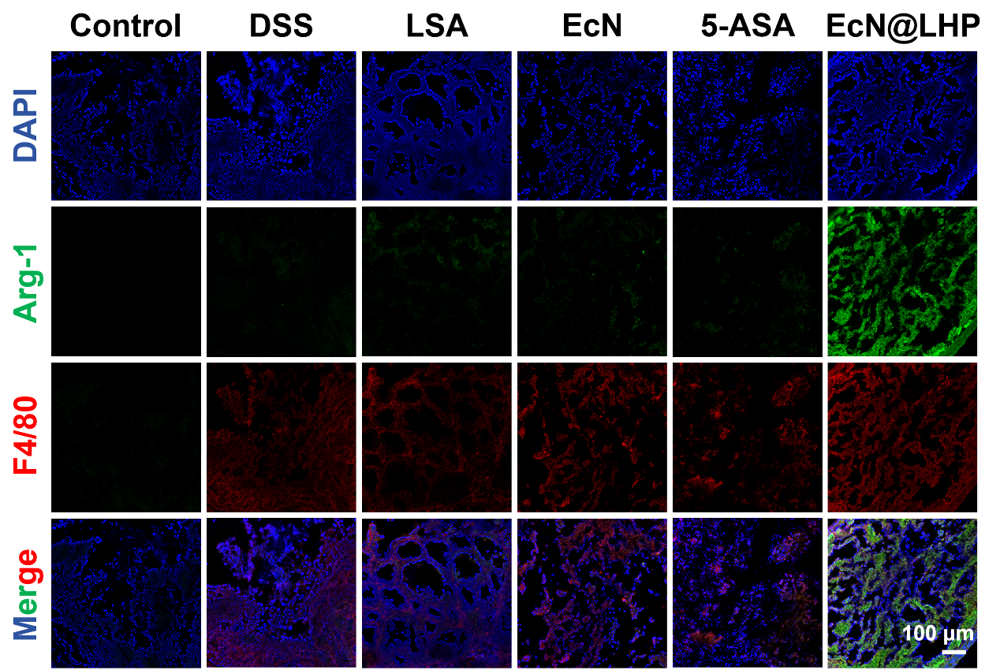 Control DSS LSA EcN 5-ASA EcN@LHP
DAPI
Arg-1
F4/80
Merge
100 μm